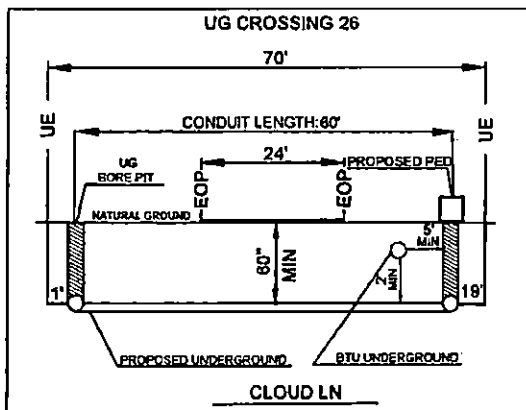 UG CROSSING 26
70'
UE
UE
CONDUIT LENGTH:60'
24'
UG
BORE PIT
EOP
EOP
PROPOSED PED
NATURAL GROUND
60" MIN
5'
MIN
2'
MIN
1'
19'
PROPOSED UNDERGROUND
BTU UNDERGROUND
CLOUD LN